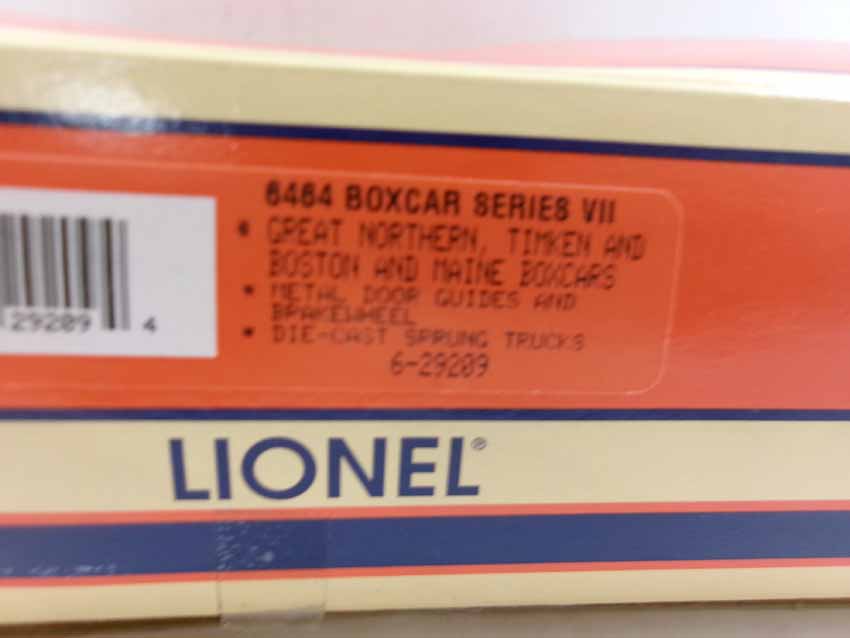 6464 BOXCAR SERIES VII
* GREAT NORTHERN, TIMKEN AND
BOSTON AND MAINE BOXCARS
* METAL DOOR GUIDES AND
BRAKEWHEEL
* DIE-CAST SPRUNG TRUCKS
6-29209
29209 4
LIONEL®